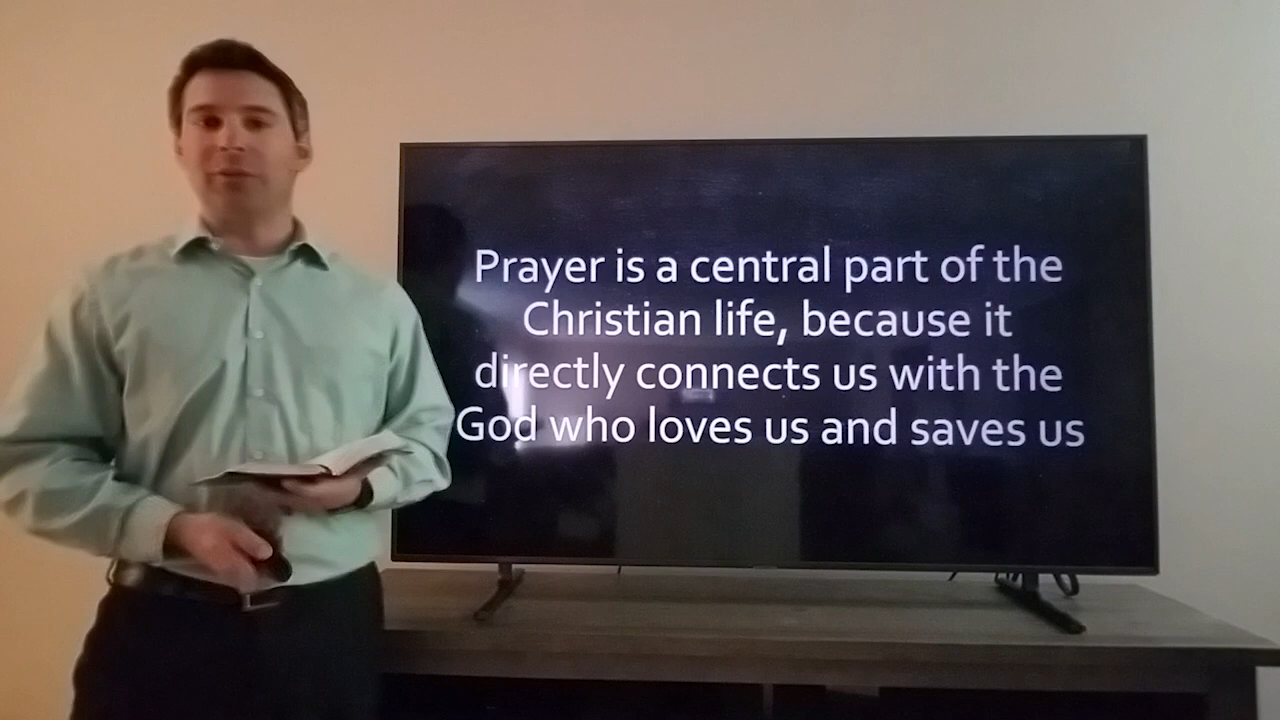 Prayer is a central part of the
Christian life, because it
directly connects us with the
God who loves us and saves us